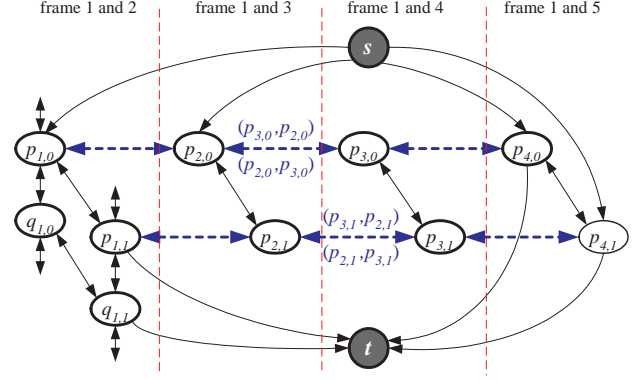 frame 1 and 2 frame 1 and 3 frame 1 and 4 frame 1 and 5
s
(p3,0,p2,0)
p1,0 p2,0 p3,0 p4,0
(p2,0,p3,0)
q1,0
(p3,1,p2,1)
p1,1 p2,1 p3,1 p4,1
(p2,1,p3,1)
q1,1
t